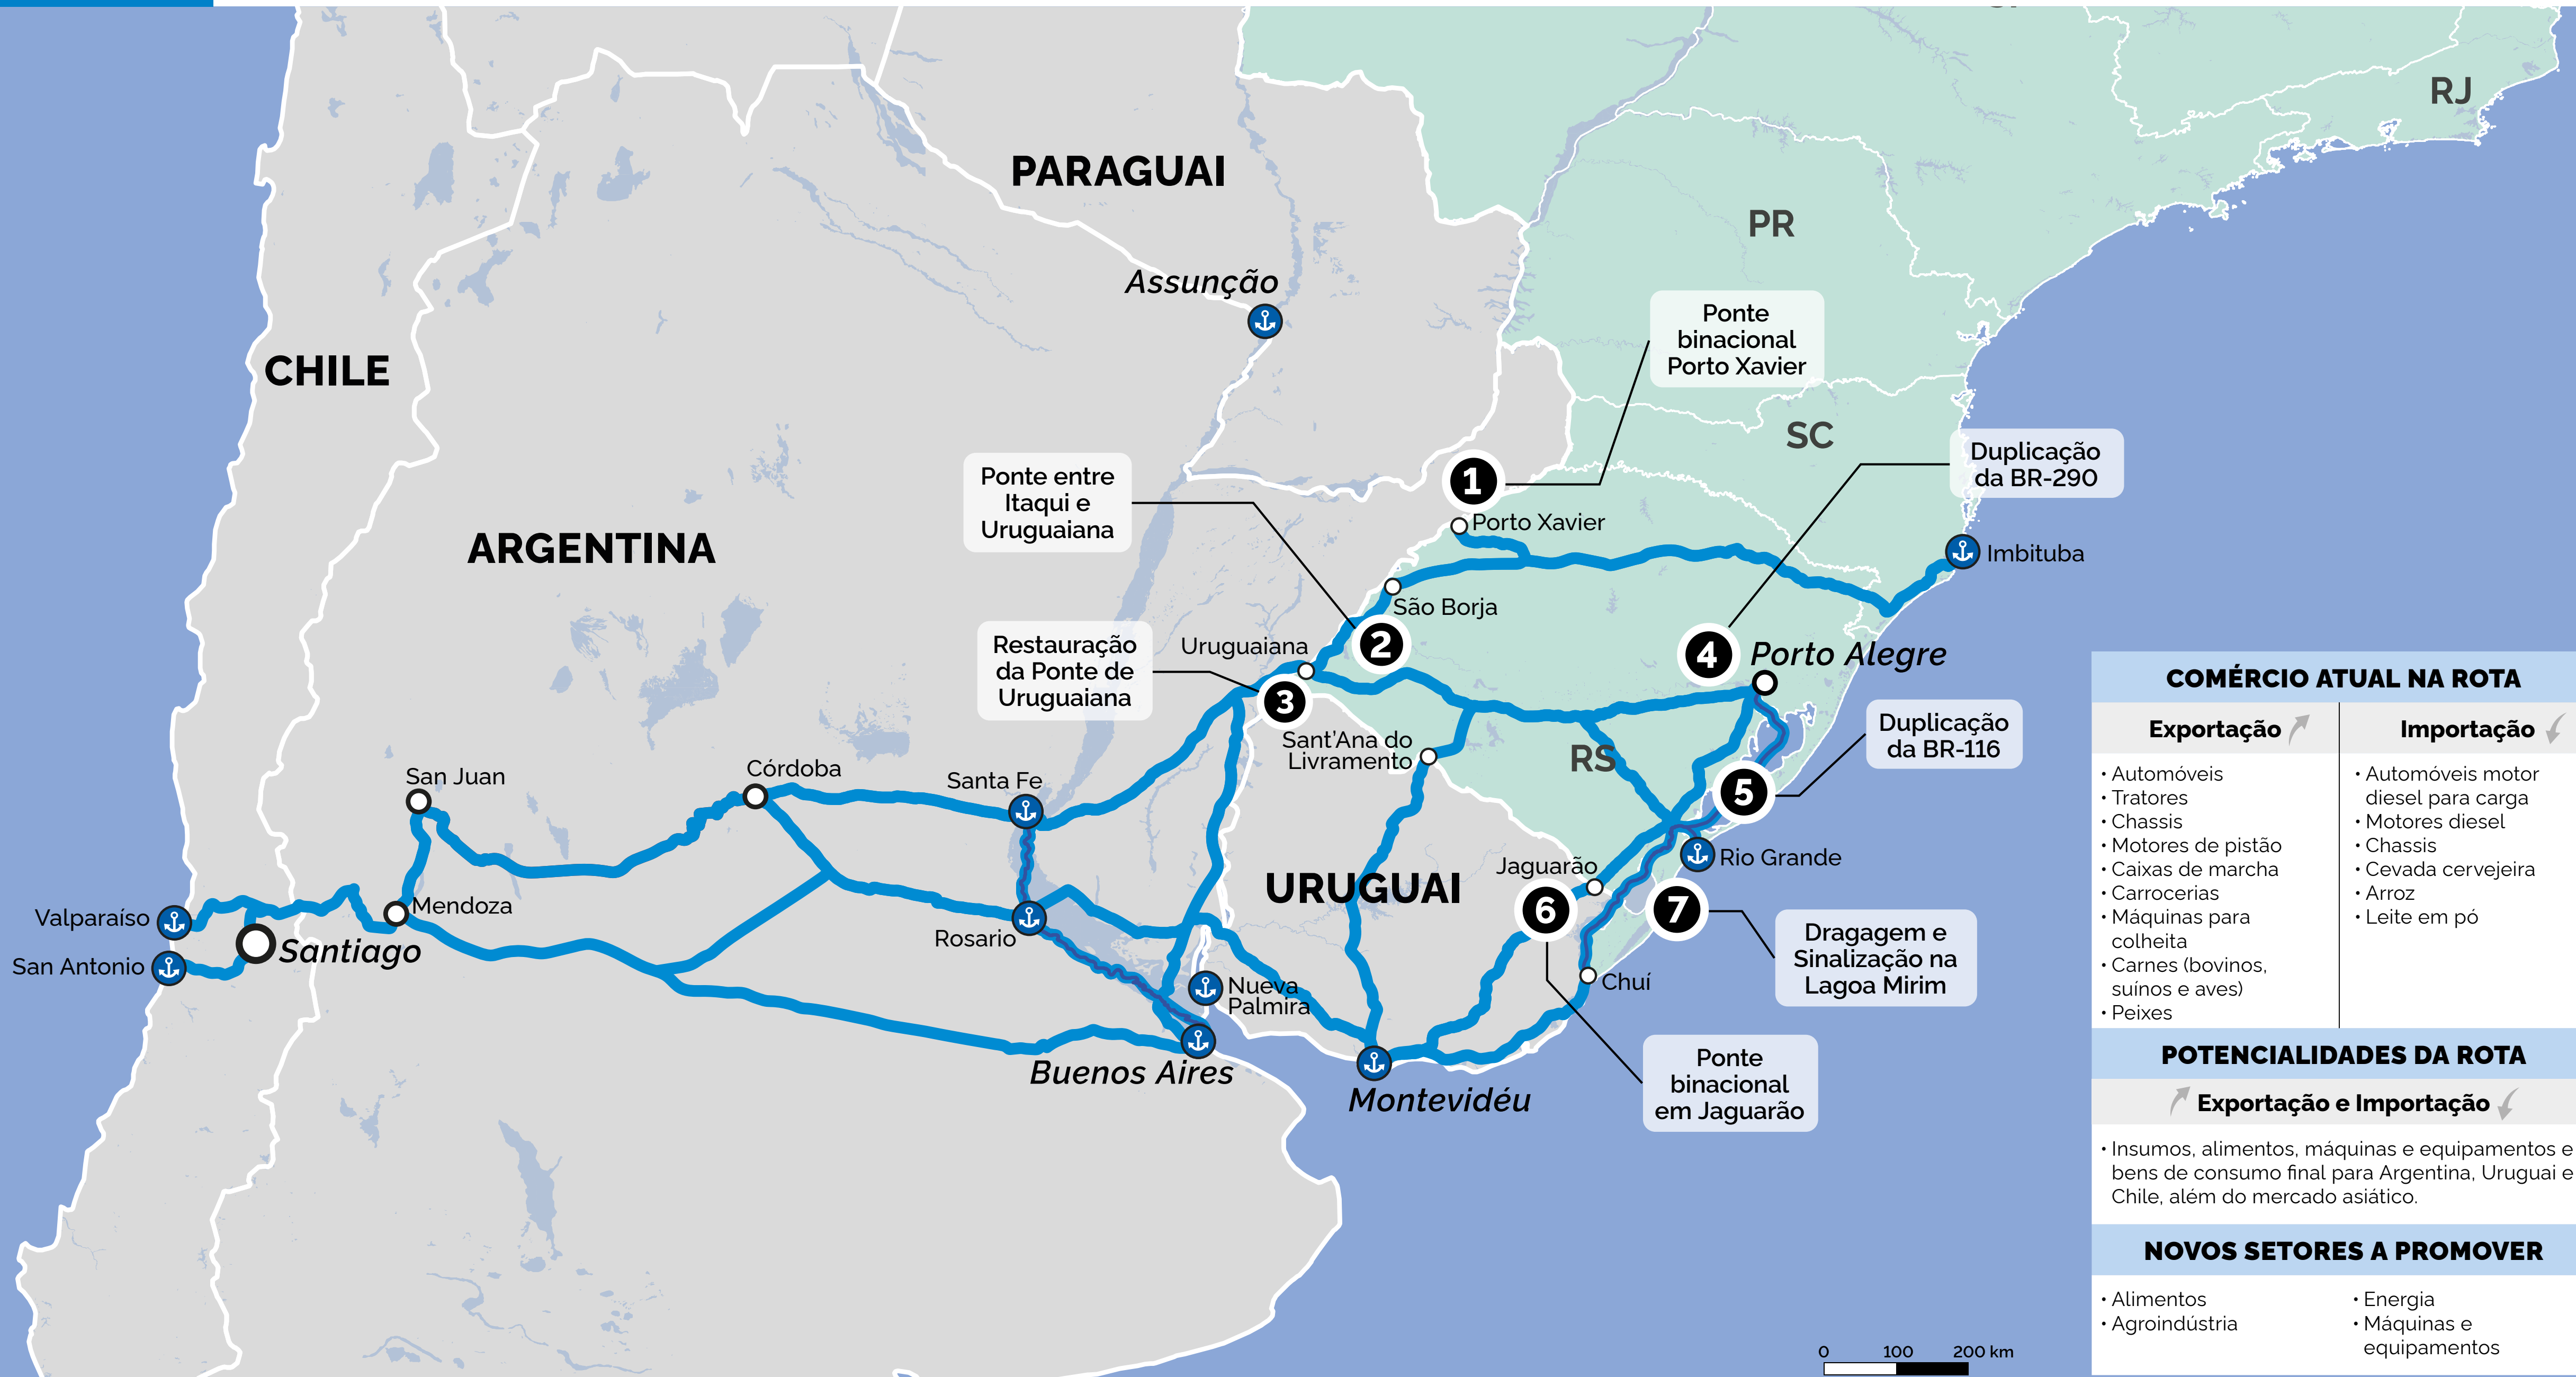 RJ
PARAGUAI
PR
Assunção
CHILE
Ponte
binacional
Porto Xavier
SC
Duplicação
da BR-290
Ponte entre
Itaqui e
Uruguaiana
1
Porto Xavier
ARGENTINA
Imbituba
São Borja
Restauração
da Ponte de
Uruguaiana
Uruguaiana
2
4
Porto Alegre
3
Sant'Ana do
Livramento
RS
Duplicação
da BR-116
San Juan
Córdoba
Santa Fe
5
Rio Grande
Jaguarão
URUGUAI
6
7
Valparaíso
Mendoza
Santiago
San Antonio
Rosario
Nueva
Palmira
Chuí
Dragagem e
Sinalização na
Lagoa Mirim
Buenos Aires
Montevidéu
Ponte
binacional
em Jaguarão
0 100 200 km
COMÉRCIO ATUAL NA ROTA
Exportação
• Automóveis
• Tratores
• Chassis
• Motores de pistão
• Caixas de marcha
• Carrocerias
• Máquinas para
colheita
• Carnes (bovinos,
suínos e aves)
• Peixes
Importação
• Automóveis motor
diesel para carga
• Motores diesel
• Chassis
• Cevada cervejeira
• Arroz
• Leite em pó
POTENCIALIDADES DA ROTA
Exportação e Importação
• Insumos, alimentos, máquinas e equipamentos e
bens de consumo final para Argentina, Uruguai e
Chile, além do mercado asiático.
NOVOS SETORES A PROMOVER
• Alimentos
• Agroindústria
• Energia
• Máquinas e
equipamentos